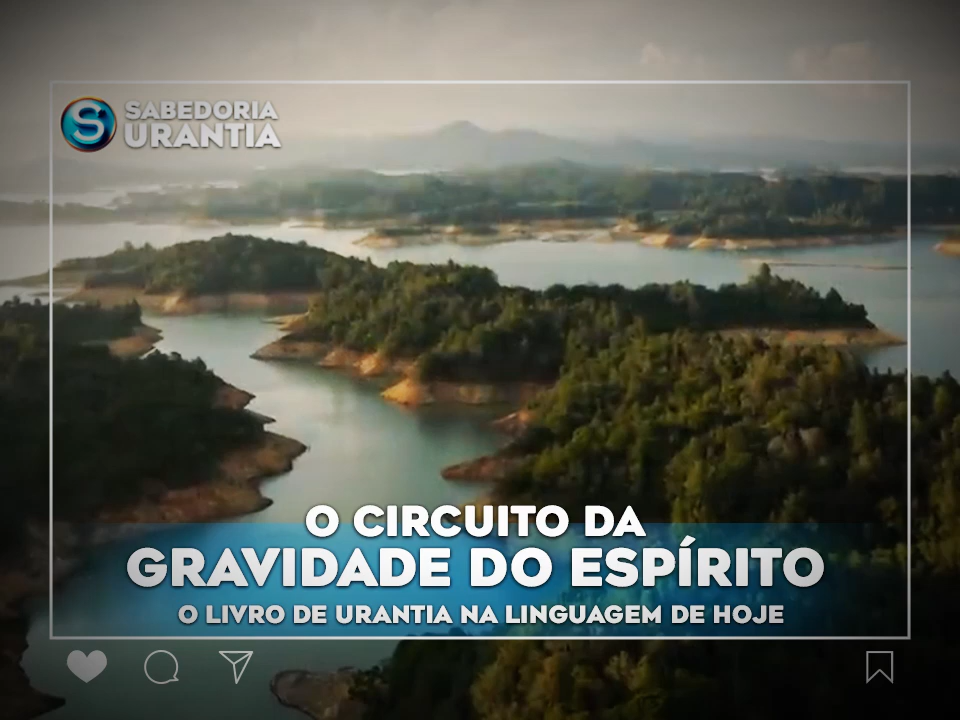 SABEDORIA
URANTIA
O CIRCUITO DA
GRAVIDADE DO ESPÍRITO
O LIVRO DE URANTIA NA LINGUAGEM DE HOJE